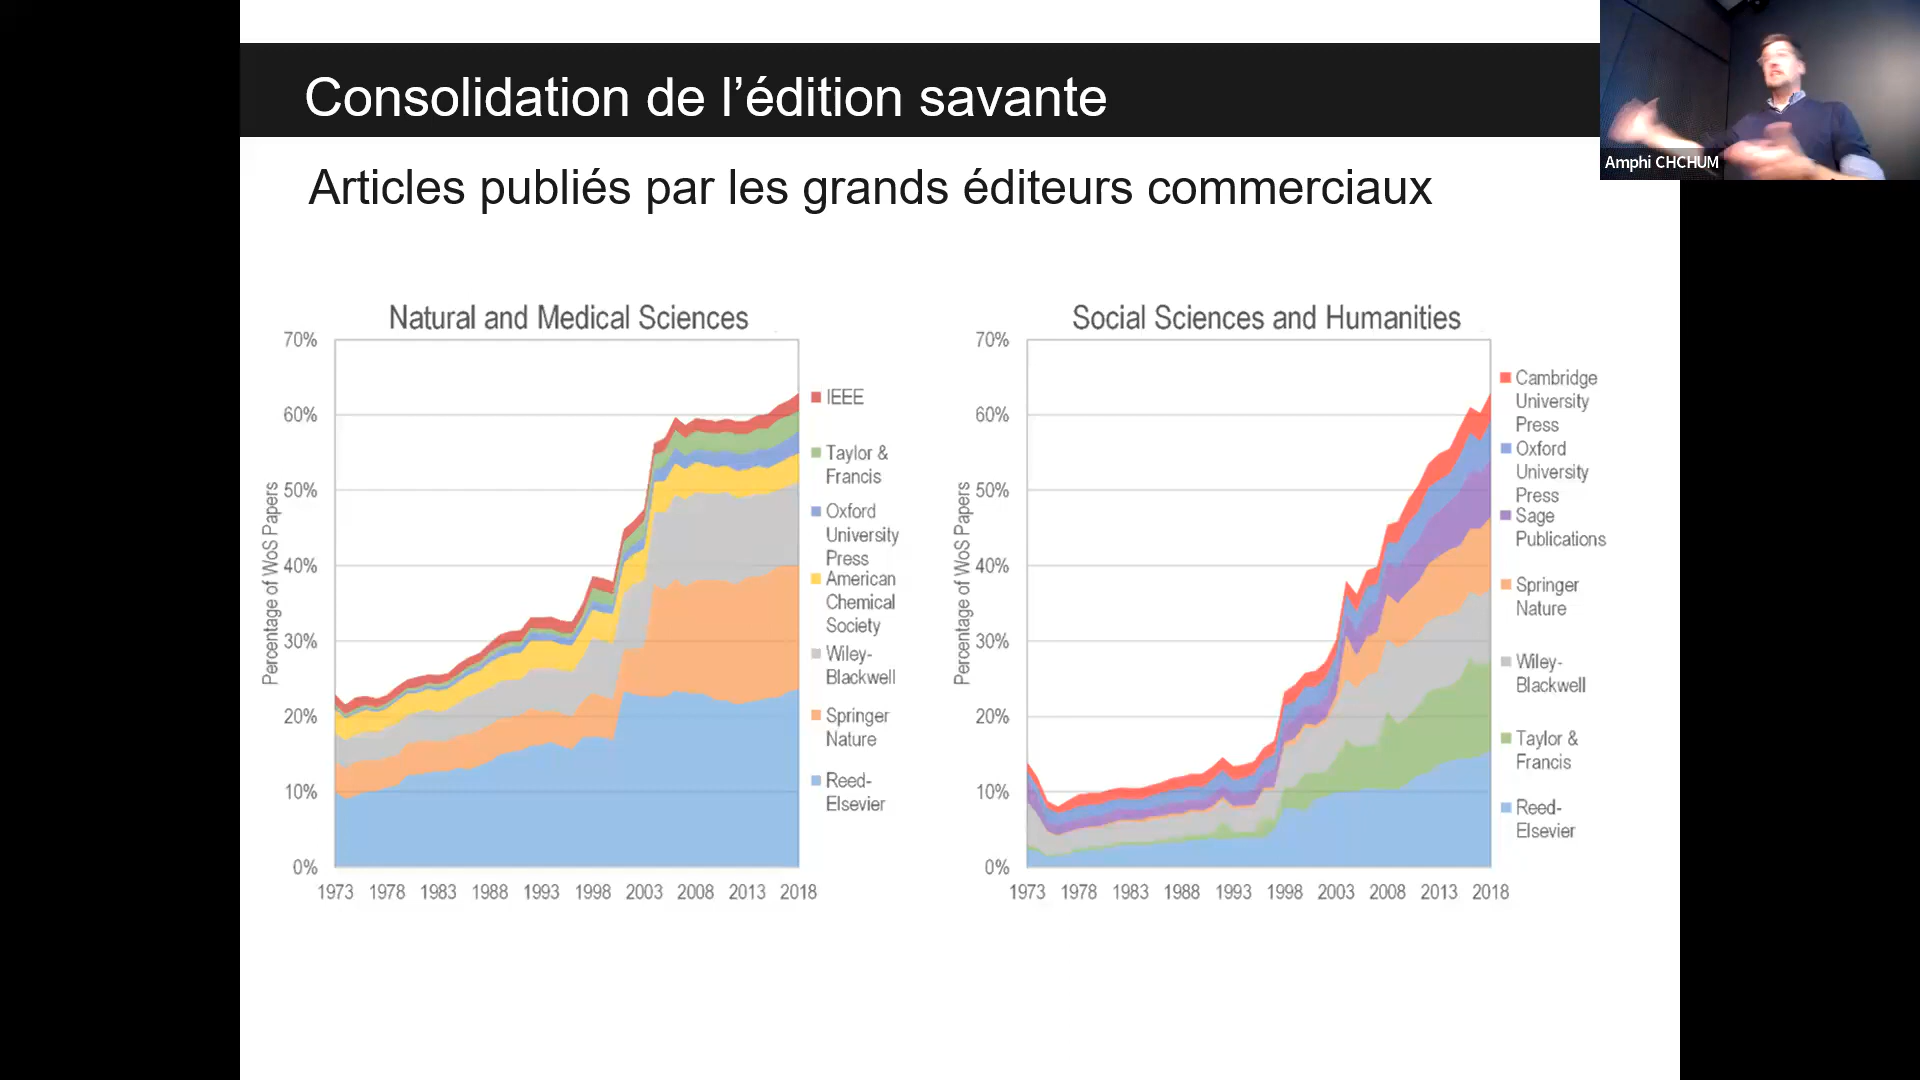 Consolidation de l’édition savante
Amphi CHCHUM
Articles publiés par les grands éditeurs commerciaux
Natural and Medical Sciences
Percentage of WoS Papers
70%
60%
50%
40%
30%
20%
10%
0%
1973 1978 1983 1988 1993 1998 2003 2008 2013 2018
IEEE
Taylor &
Francis
Oxford
University
Press
American
Chemical
Society
Wiley-
Blackwell
Springer
Nature
Reed-
Elsevier
Social Sciences and Humanities
Percentage of WoS Papers
70%
60%
50%
40%
30%
20%
10%
0%
1973 1978 1983 1988 1993 1998 2003 2008 2013 2018
Cambridge
University
Press
Oxford
University
Press
Sage
Publications
Springer
Nature
Wiley-
Blackwell
Taylor &
Francis
Reed-
Elsevier